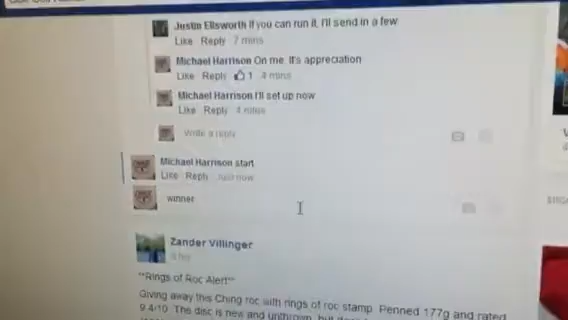 Justin Ellsworth If you can run it, I'll send in a few
Like Reply 7 mins
Michael Harrison On me. It's appreciation
Like Reply 1 4 mins
Michael Harrison I'll set up now
Like Reply 4 mins
Write a reply
Michael Harrison start
Like Reply Just now
winner
Zander Villinger
**Rings of Roc Alert**
Giving away this Ching roc with rings of roc stamp. Penned 177g and rated
9.4/10. The disc is new and unthrown, but